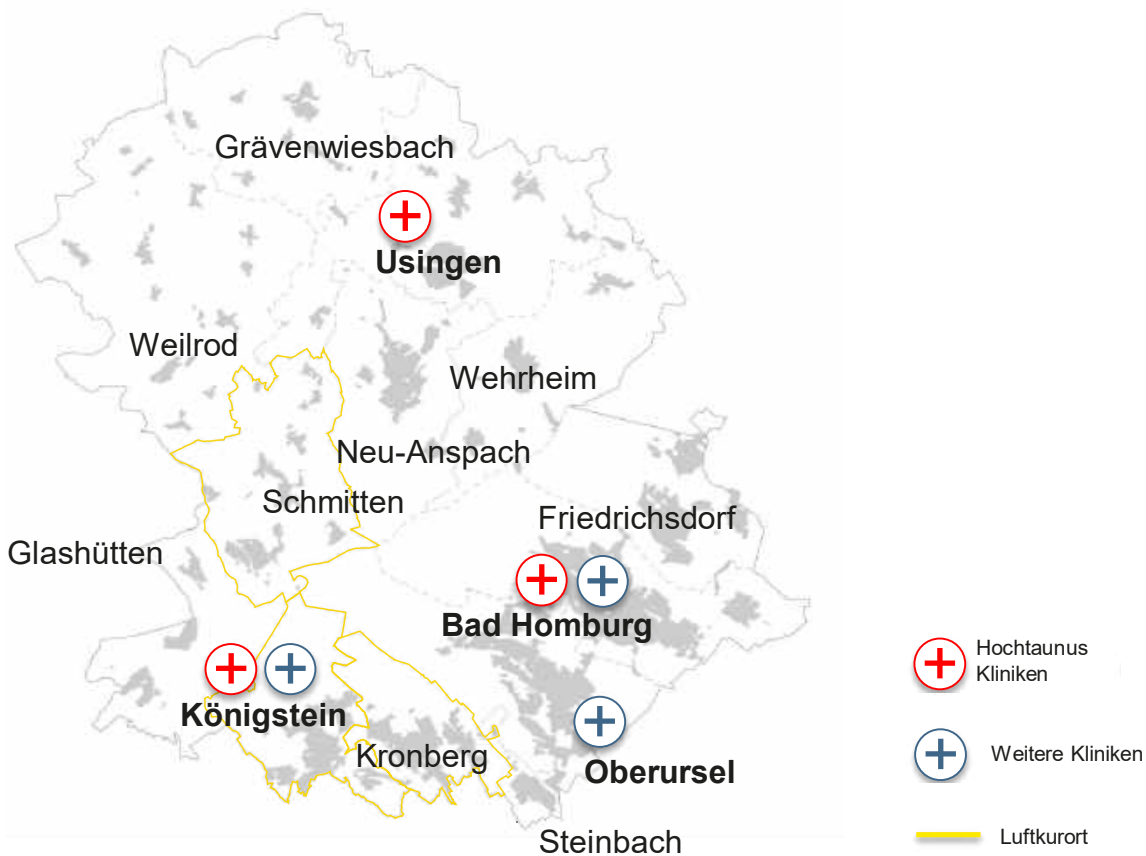 Grävenwiesbach
Usingen
Weilrod
Wehrheim
Neu-Anspach
Schmitten
Friedrichsdorf
Glashütten
Bad Homburg
Königstein
Kronberg
Oberursel
Steinbach
Hochtaunus
Kliniken
Weitere Kliniken
Luftkurort